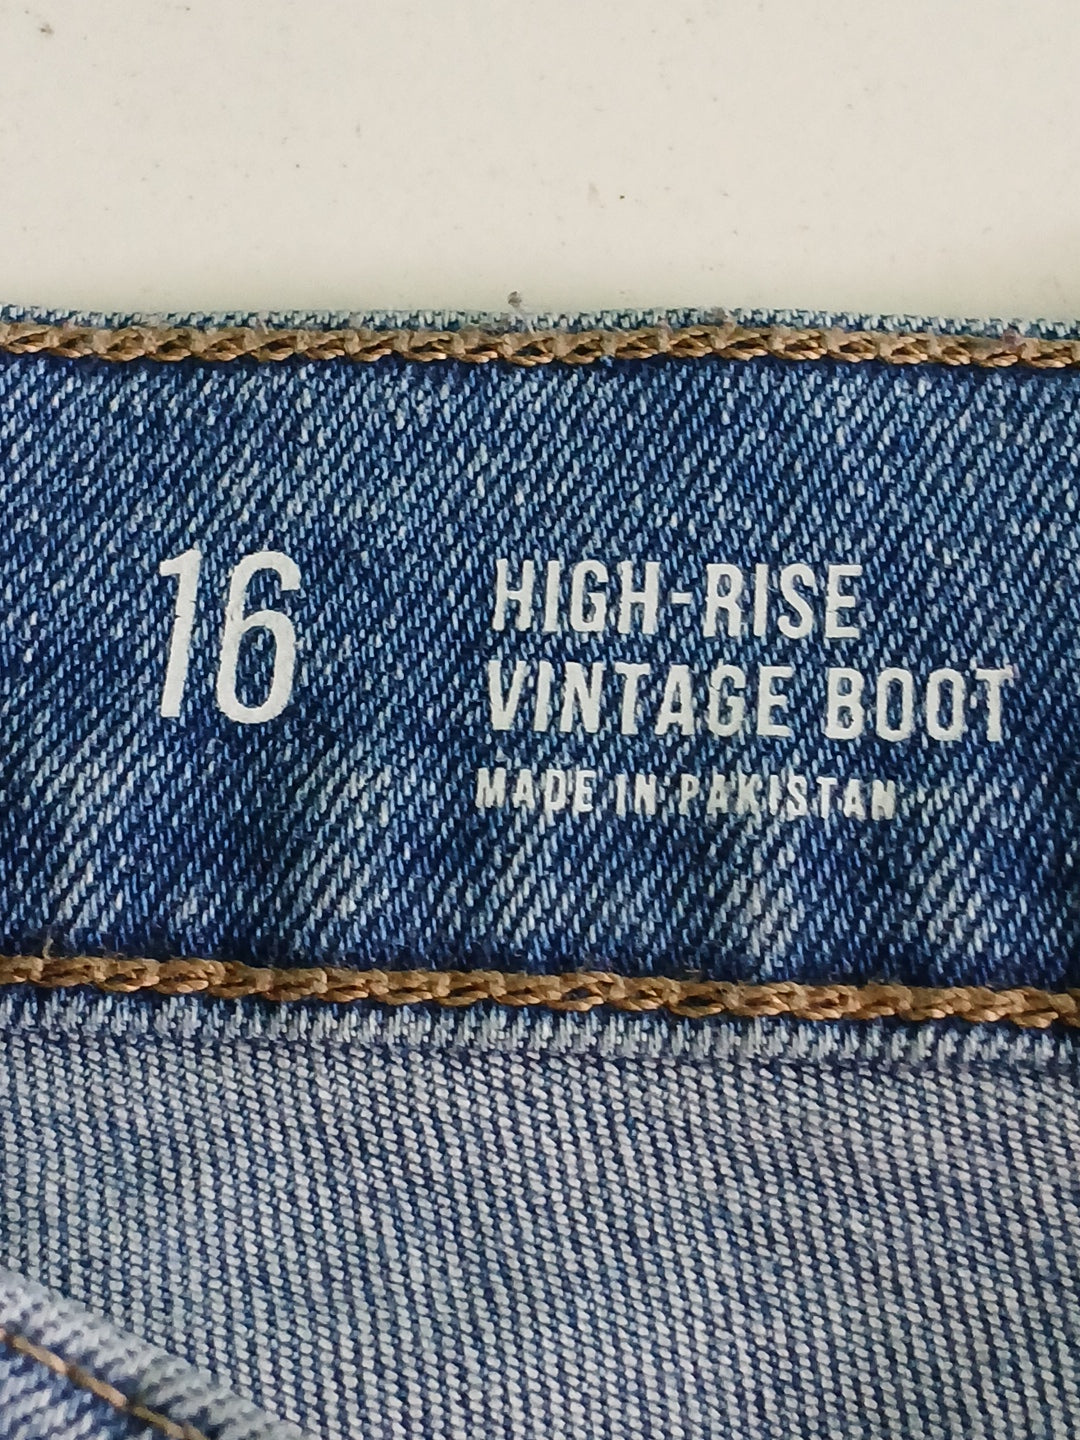 16
HIGH-RISE
VINTAGE BOOT
MADE IN PAKISTAN